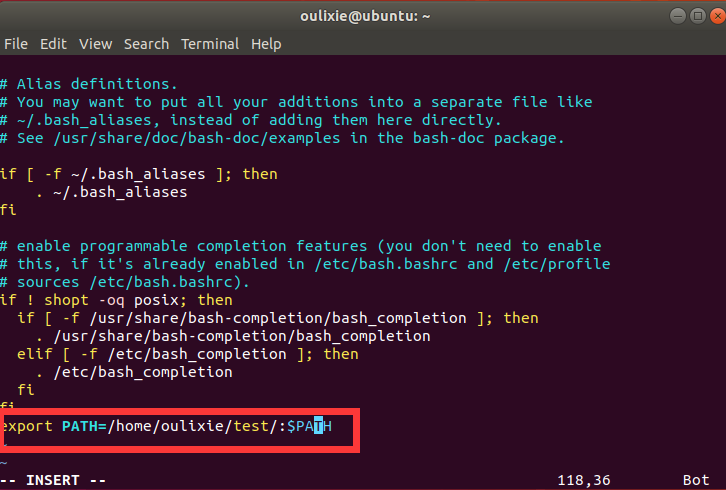 oulixie@ubuntu: ~
File Edit View Search Terminal Help
# Alias definitions.
# You may want to put all your additions into a separate file like
# ~/.bash_aliases, instead of adding them here directly.
# See /usr/share/doc/bash-doc/examples in the bash-doc package.
if [ -f ~/.bash_aliases ]; then
    . ~/.bash_aliases
fi
# enable programmable completion features (you don't need to enable
# this, if it's already enabled in /etc/bash.bashrc and /etc/profile
# sources /etc/bash.bashrc).
if ! shopt -oq posix; then
  if [ -f /usr/share/bash-completion/bash_completion ]; then
    . /usr/share/bash-completion/bash_completion
  elif [ -f /etc/bash_completion ]; then
    . /etc/bash_completion
  fi
fi
export PATH=/home/oulixie/test/:$PATH
~
~
-- INSERT -- 118,36 Bot